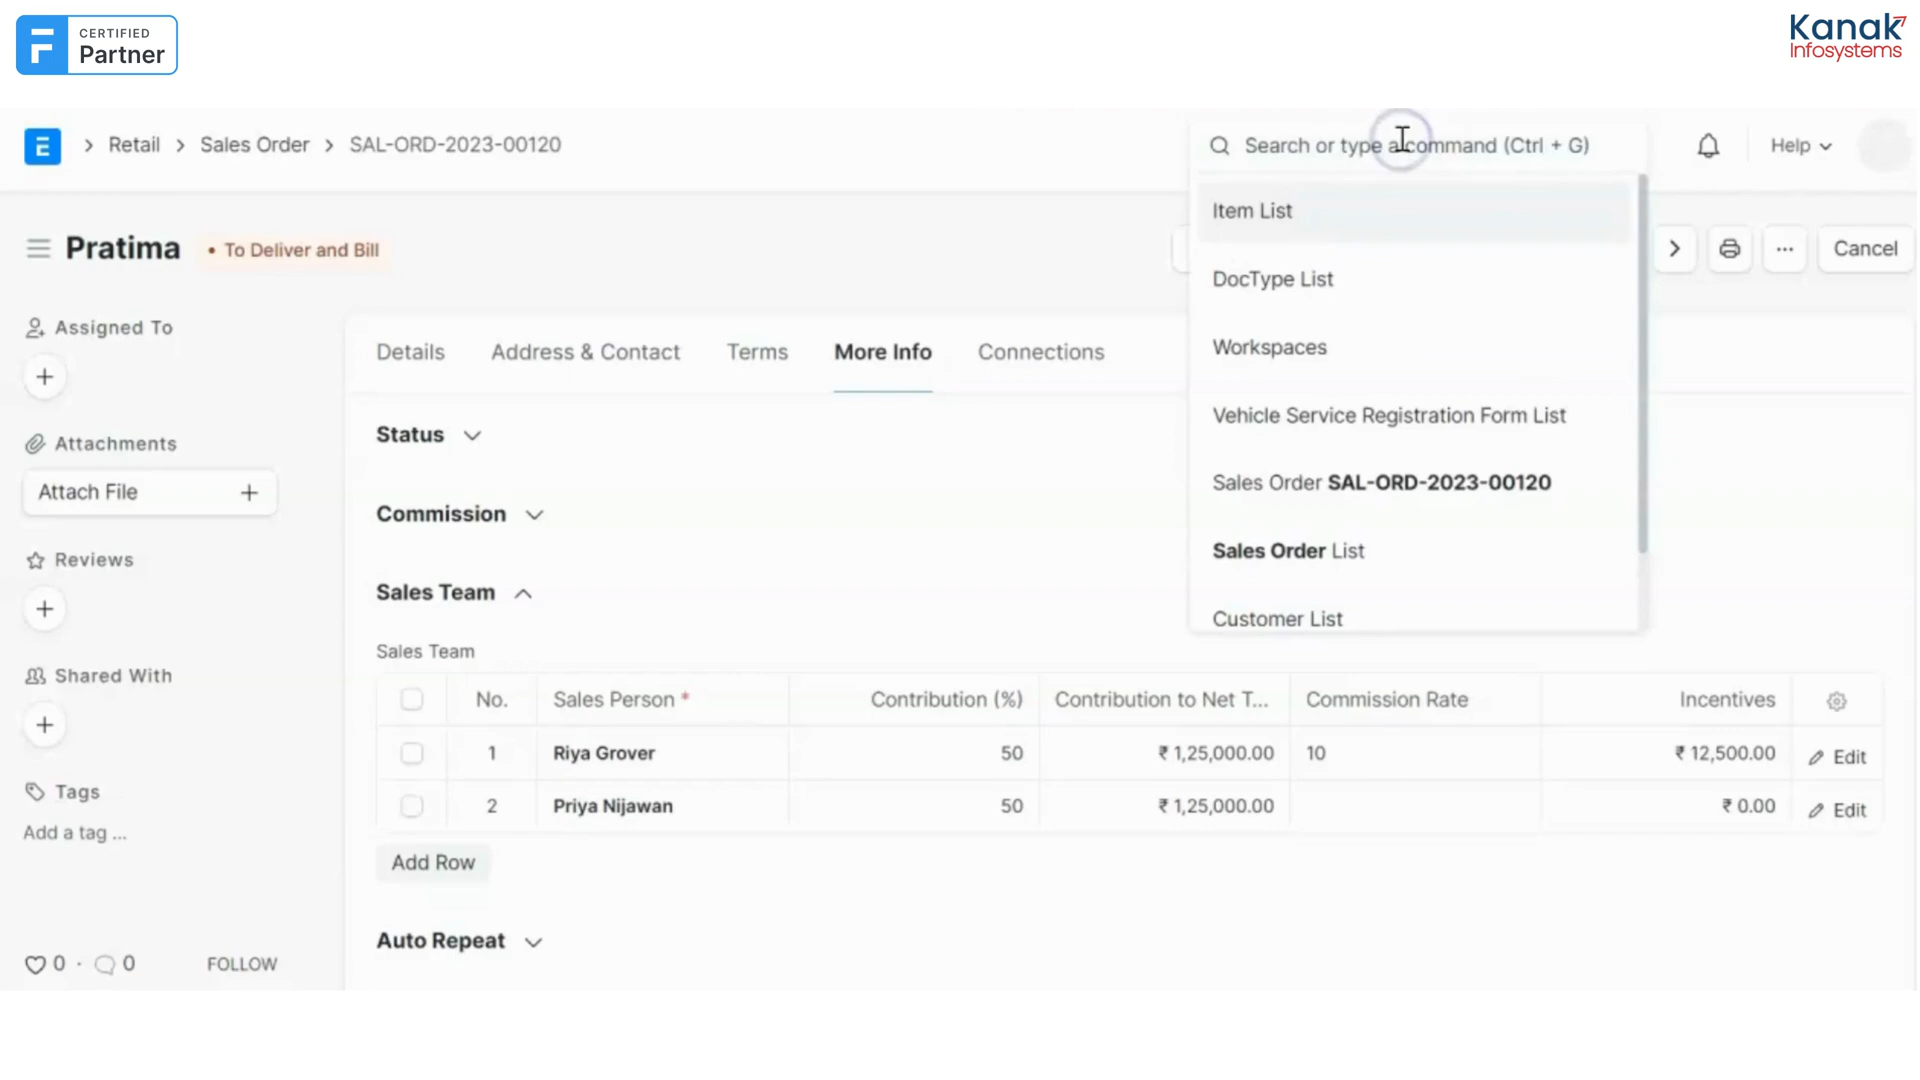 CERTIFIED
Partner
Kanak
Infosystems
Retail Sales Order SAL-ORD-2023-00120
Search or type a command (Ctrl + G)
Help
Pratima
• To Deliver and Bill
Cancel
Item List
DocType List
Workspaces
Vehicle Service Registration Form List
Sales Order SAL-ORD-2023-00120
Sales Order List
Customer List
Assigned To
Attachments
Attach File
Reviews
Shared With
Tags
Add a tag ...
0 · 0 FOLLOW
Details Address & Contact Terms More Info Connections
Status
Commission
Sales Team
Sales Team
No. Sales Person * Contribution (%) Contribution to Net T... Commission Rate Incentives
1 Riya Grover 50 ₹ 1,25,000.00 10 ₹ 12,500.00 Edit
2 Priya Nijawan 50 ₹ 1,25,000.00 ₹ 0.00 Edit
Add Row
Auto Repeat